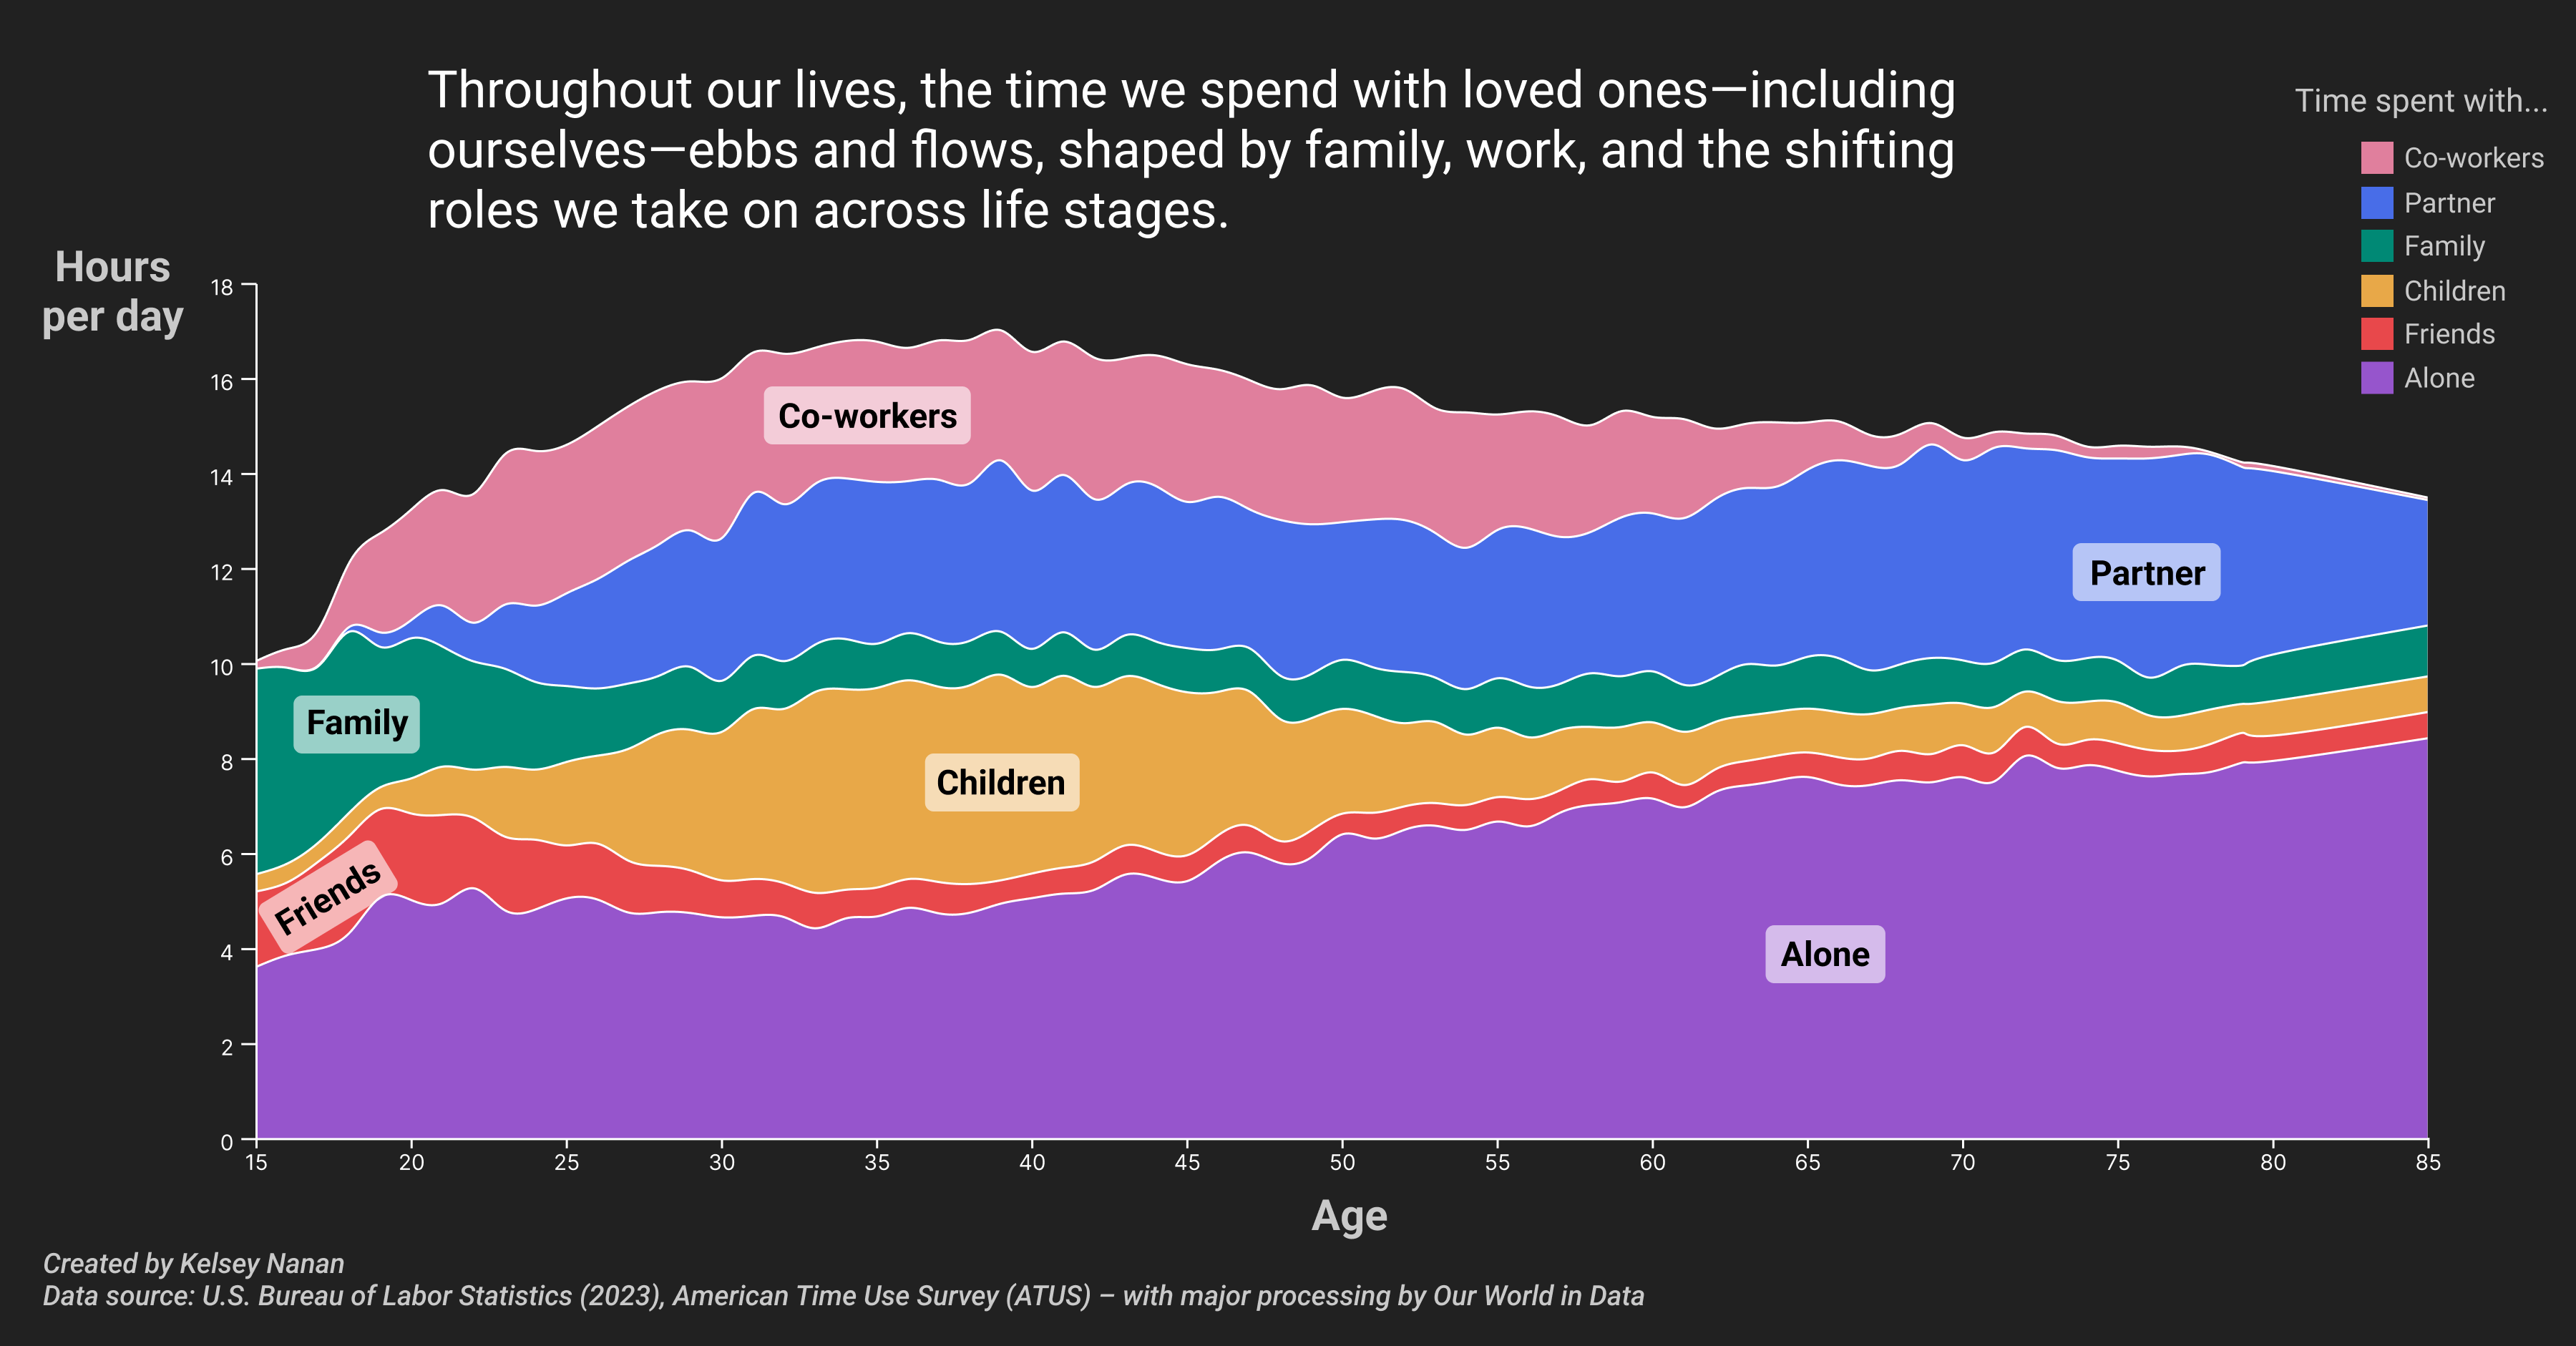 Throughout our lives, the time we spend with loved ones—including
ourselves—ebbs and flows, shaped by family, work, and the shifting
roles we take on across life stages.
Time spent with...
Co-workers
Partner
Family
Children
Friends
Alone
Hours
per day
18
16
14
12
10
8
6
4
2
0
Co-workers
Partner
Family
Children
Friends
Alone
15 20 25 30 35 40 45 50 55 60 65 70 75 80 85
Age
Created by Kelsey Nanan
Data source: U.S. Bureau of Labor Statistics (2023), American Time Use Survey (ATUS) – with major processing by Our World in Data